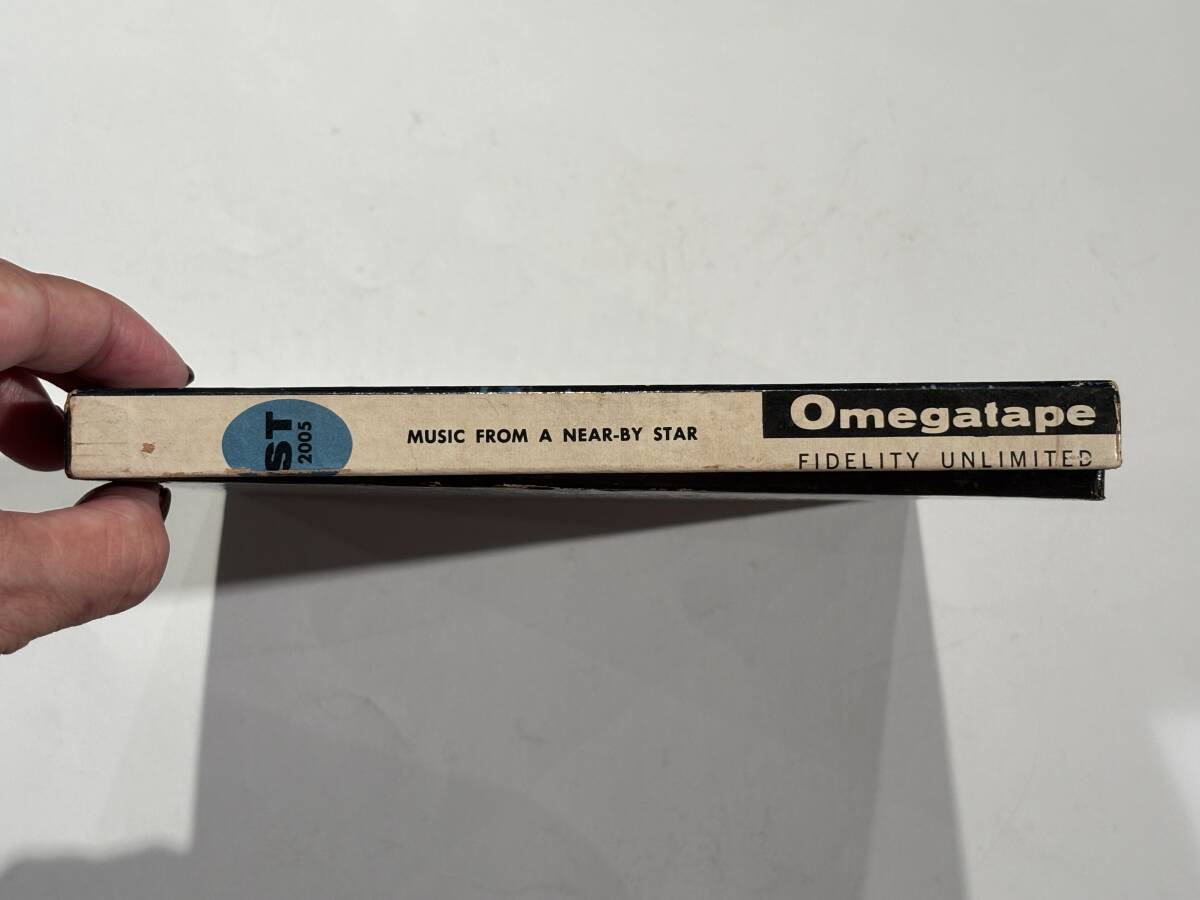 ST
2005
MUSIC FROM A NEAR-BY STAR
Omegatape
FIDELITY UNLIMITED